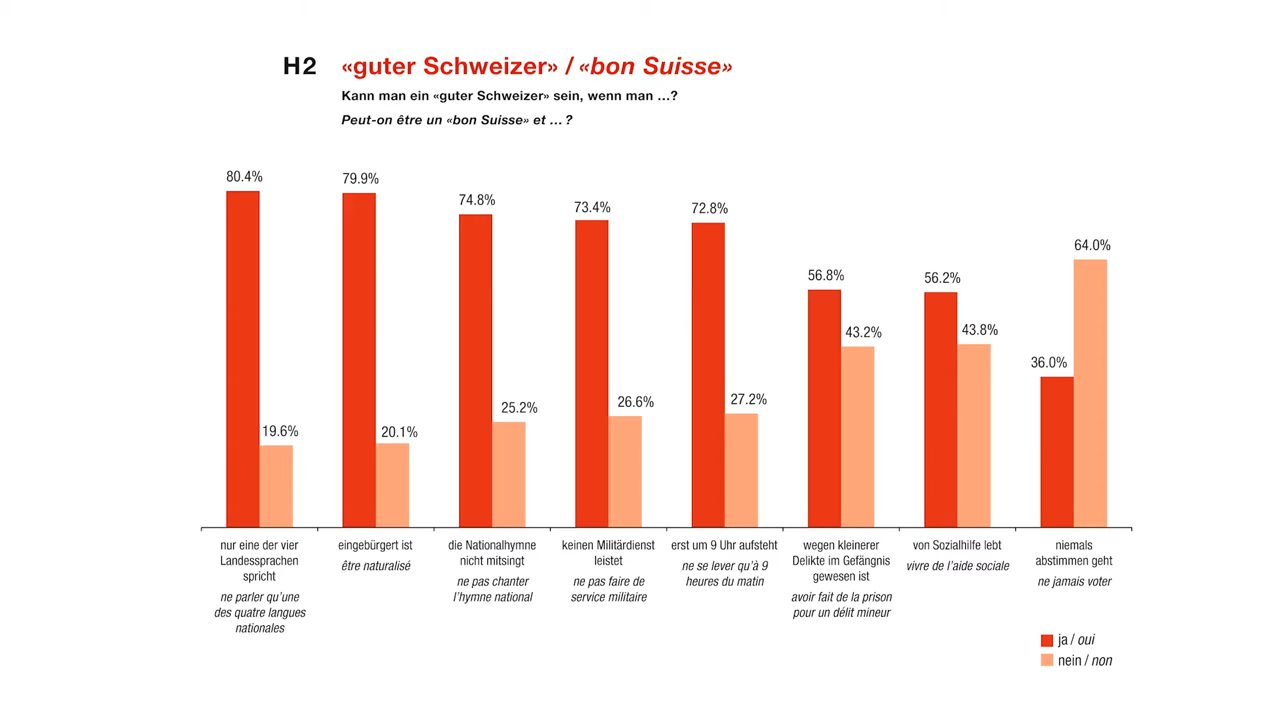 H2 «guter Schweizer» / «bon Suisse»
Kann man ein «guter Schweizer» sein, wenn man …?
Peut-on être un «bon Suisse» et … ?
80.4%
19.6%
79.9%
20.1%
74.8%
25.2%
73.4%
26.6%
72.8%
27.2%
56.8%
43.2%
56.2%
43.8%
36.0%
64.0%
nur eine der vier
Landessprachen
spricht
ne parler qu’une
des quatre langues
nationales
eingebürgert ist
être naturalisé
die Nationalhymne
nicht mitsingt
ne pas chanter
l’hymne national
keinen Militärdienst
leistet
ne pas faire de
service militaire
erst um 9 Uhr aufsteht
ne se lever qu’à 9
heures du matin
wegen kleinerer
Delikte im Gefängnis
gewesen ist
avoir fait de la prison
pour un délit mineur
von Sozialhilfe lebt
vivre de l’aide sociale
niemals
abstimmen geht
ne jamais voter
ja / oui
nein / non